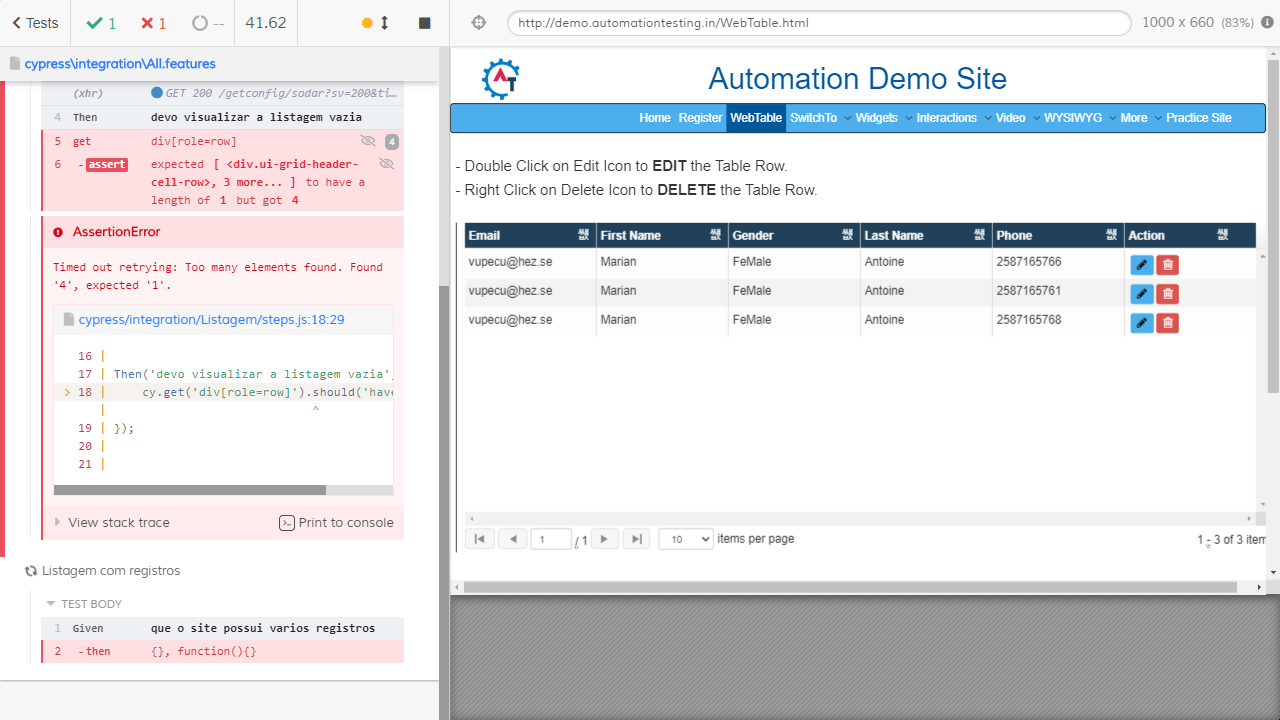 Tests 1 1 -- 41.62
cypress\integration\All.features
(xhr) GET 200 /getconfig/sodar?sv=200&ti...
4 Then devo visualizar a listagem vazia
5 get div[role=row] 4
6 -assert expected [ <div.ui-grid-header-
cell-row>, 3 more... ] to have a
length of 1 but got 4
AssertionError
Timed out retrying: Too many elements found. Found
'4', expected '1'.
cypress/integration/Listagem/steps.js:18:29
16 |
17 | Then('devo visualizar a listagem vazia',
> 18 | cy.get('div[role=row]').should('have
| ^
19 | });
20 |
21 |
View stack trace Print to console
Listagem com registros
TEST BODY
1 Given que o site possui varios registros
2 -then {}, function(){}
http://demo.automationtesting.in/WebTable.html 1000 x 660 (83%)
AT Automation Demo Site
Home Register WebTable SwitchTo Widgets Interactions Video WYSIWYG More Practice Site
- Double Click on Edit Icon to EDIT the Table Row.
- Right Click on Delete Icon to DELETE the Table Row.
Email First Name Gender Last Name Phone Action
vupecu@hez.se Marian FeMale Antoine 2587165766
vupecu@hez.se Marian FeMale Antoine 2587165761
vupecu@hez.se Marian FeMale Antoine 2587165768
1 / 1 10 items per page 1 - 3 of 3 item